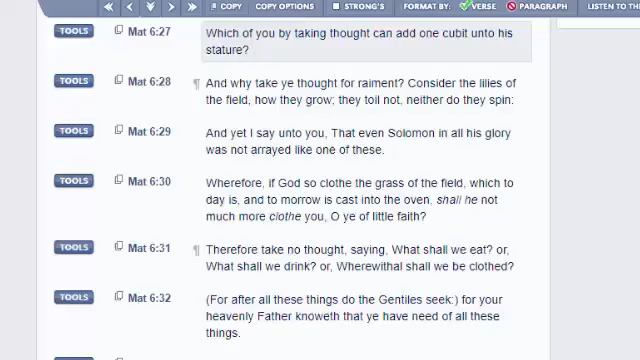 COPY COPY OPTIONS STRONG'S FORMAT BY: VERSE PARAGRAPH LISTEN TO TH
TOOLS Mat 6:27 Which of you by taking thought can add one cubit unto his
stature?
TOOLS Mat 6:28 ¶ And why take ye thought for raiment? Consider the lilies of
the field, how they grow; they toil not, neither do they spin:
TOOLS Mat 6:29 And yet I say unto you, That even Solomon in all his glory
was not arrayed like one of these.
TOOLS Mat 6:30 Wherefore, if God so clothe the grass of the field, which to
day is, and to morrow is cast into the oven, shall he not
much more clothe you, O ye of little faith?
TOOLS Mat 6:31 ¶ Therefore take no thought, saying, What shall we eat? or,
What shall we drink? or, Wherewithal shall we be clothed?
TOOLS Mat 6:32 (For after all these things do the Gentiles seek:) for your
heavenly Father knoweth that ye have need of all these
things.